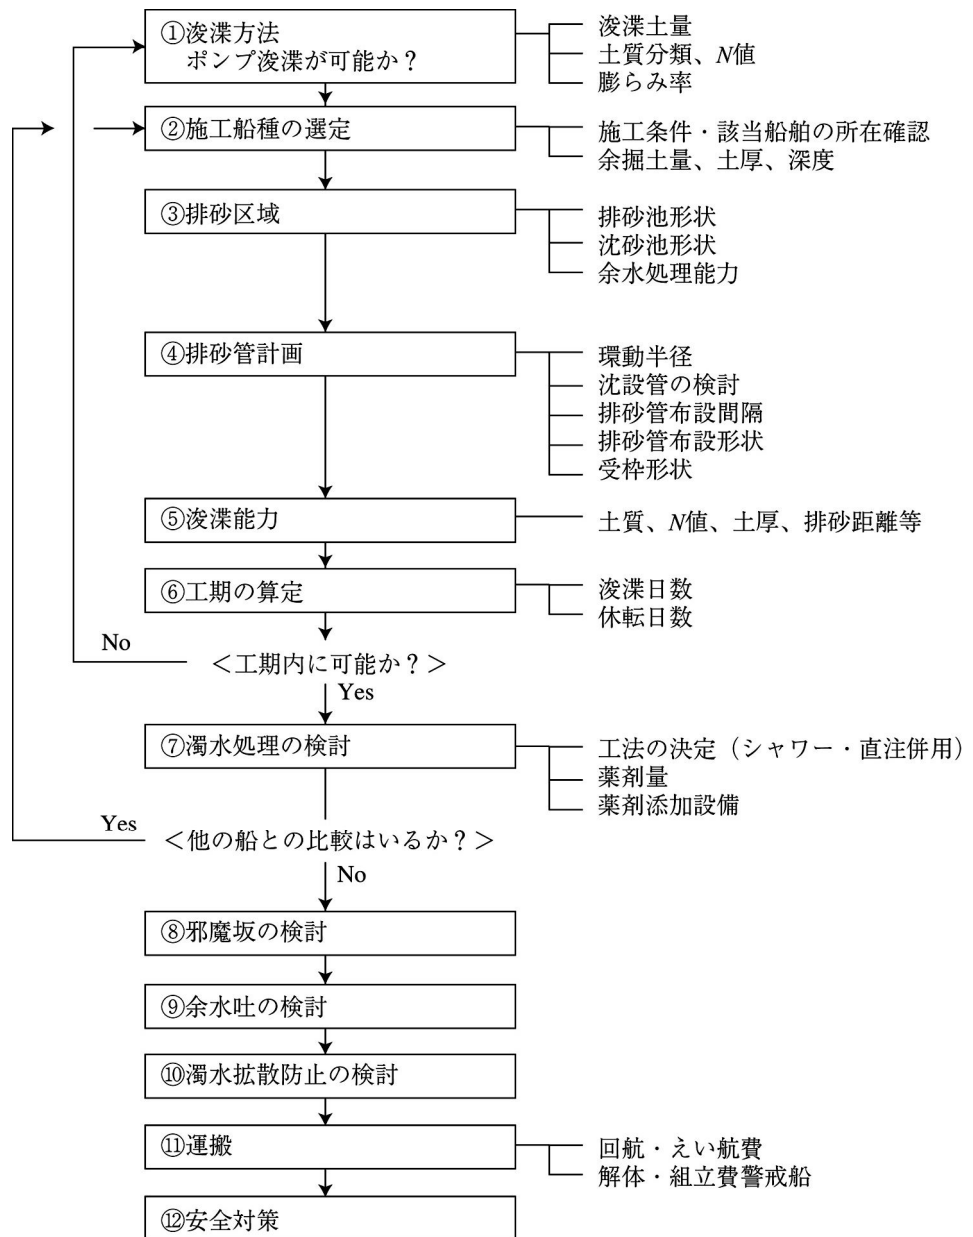 ①浚渫方法
ポンプ浚渫が可能か？
浚渫土量
土質分類、N値
膨らみ率
②施工船種の選定
施工条件・該当船舶の所在確認
余掘土量、土厚、深度
③排砂区域
排砂池形状
沈砂池形状
余水処理能力
④排砂管計画
環動半径
沈設管の検討
排砂管布設間隔
排砂管布設形状
受枠形状
⑤浚渫能力
土質、N値、土厚、排砂距離等
⑥工期の算定
浚渫日数
休転日数
No
＜工期内に可能か？＞
Yes
⑦濁水処理の検討
工法の決定（シャワー・直注併用）
薬剤量
薬剤添加設備
Yes
＜他の船との比較はいるか？＞
No
⑧邪魔坂の検討
⑨余水吐の検討
⑩濁水拡散防止の検討
⑪運搬
回航・えい航費
解体・組立費警戒船
⑫安全対策